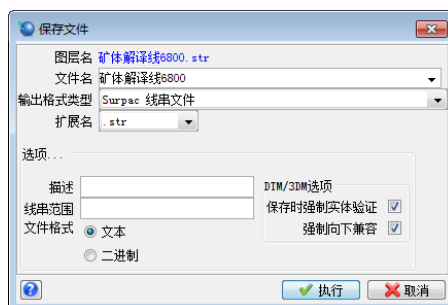 保存文件
图层名 矿体解译线6800.str
文件名 矿体解译线6800
输出格式类型 Surpac 线串文件
扩展名 .str
选项...
描述
线串范围
文件格式 文本
二进制
DTM/3DM选项
保存时强制实体验证
强制向下兼容
执行 取消